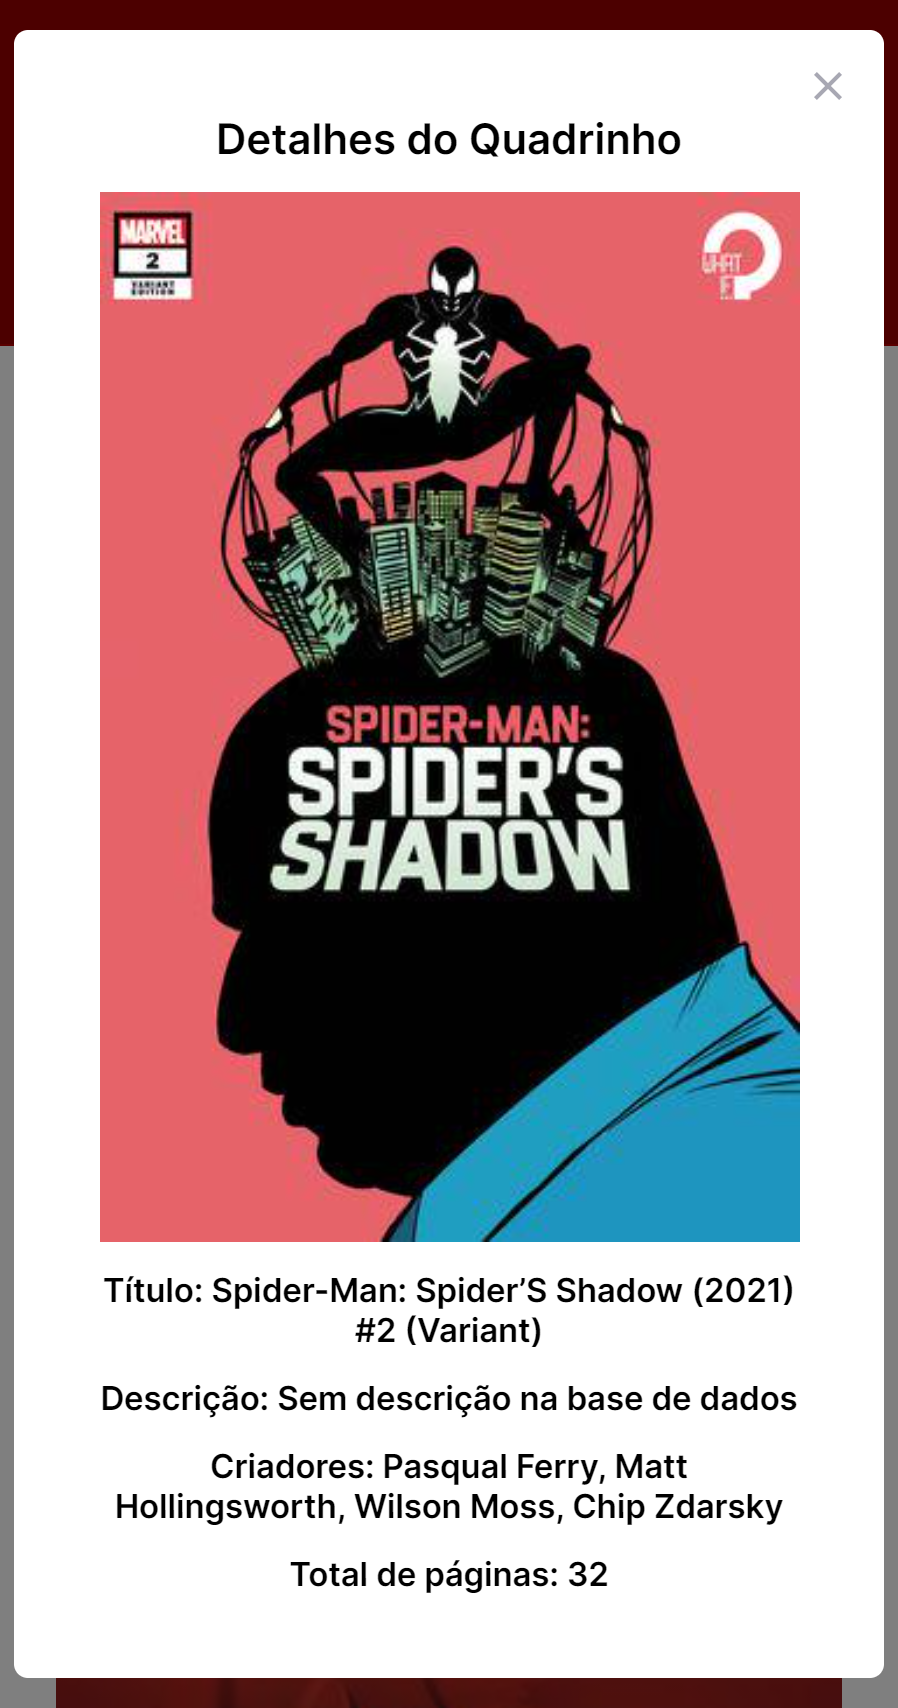 Detalhes do Quadrinho
MARVEL
2
VARIANT
EDITION
WHAT
IF
SPIDER-MAN:
SPIDER'S
SHADOW
Título: Spider-Man: Spider’S Shadow (2021)
#2 (Variant)
Descrição: Sem descrição na base de dados
Criadores: Pasqual Ferry, Matt
Hollingsworth, Wilson Moss, Chip Zdarsky
Total de páginas: 32